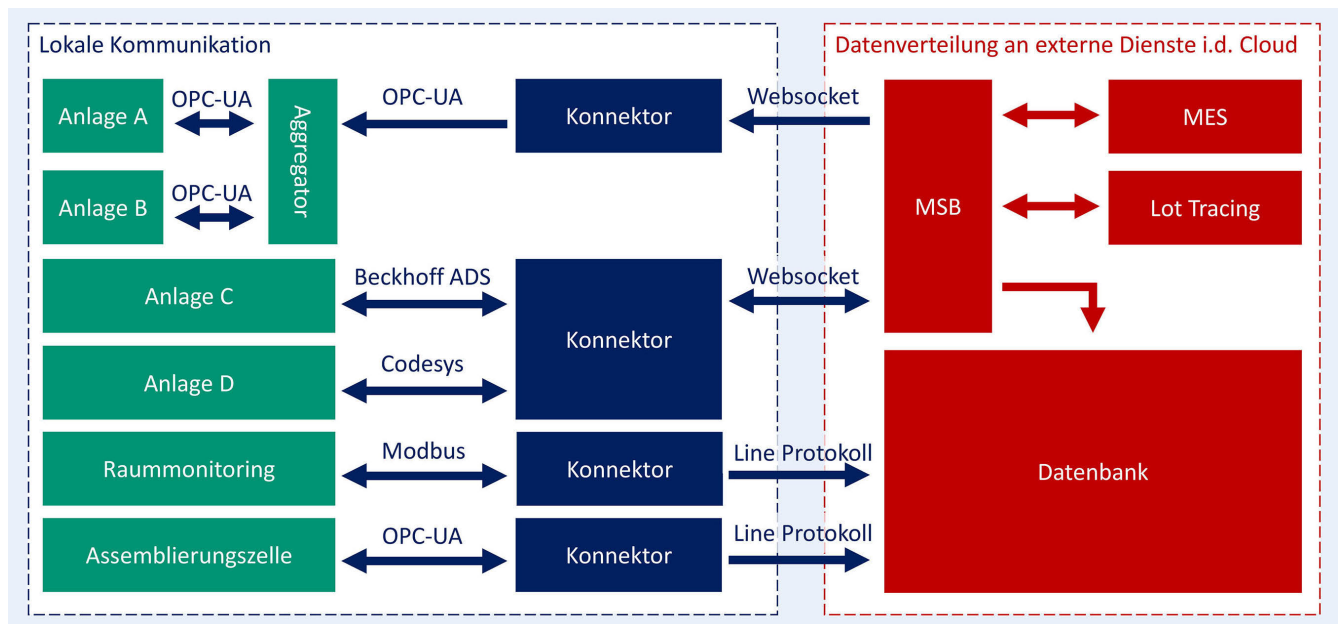 Lokale Kommunikation
Datenverteilung an externe Dienste i.d. Cloud
Anlage A
OPC-UA
Aggregator
OPC-UA
Konnektor
Websocket
MSB
MES
Anlage B
OPC-UA
Lot Tracing
Anlage C
Beckhoff ADS
Konnektor
Websocket
Anlage D
Codesys
Raummonitoring
Modbus
Konnektor
Line Protokoll
Datenbank
Assemblierungszelle
OPC-UA
Konnektor
Line Protokoll